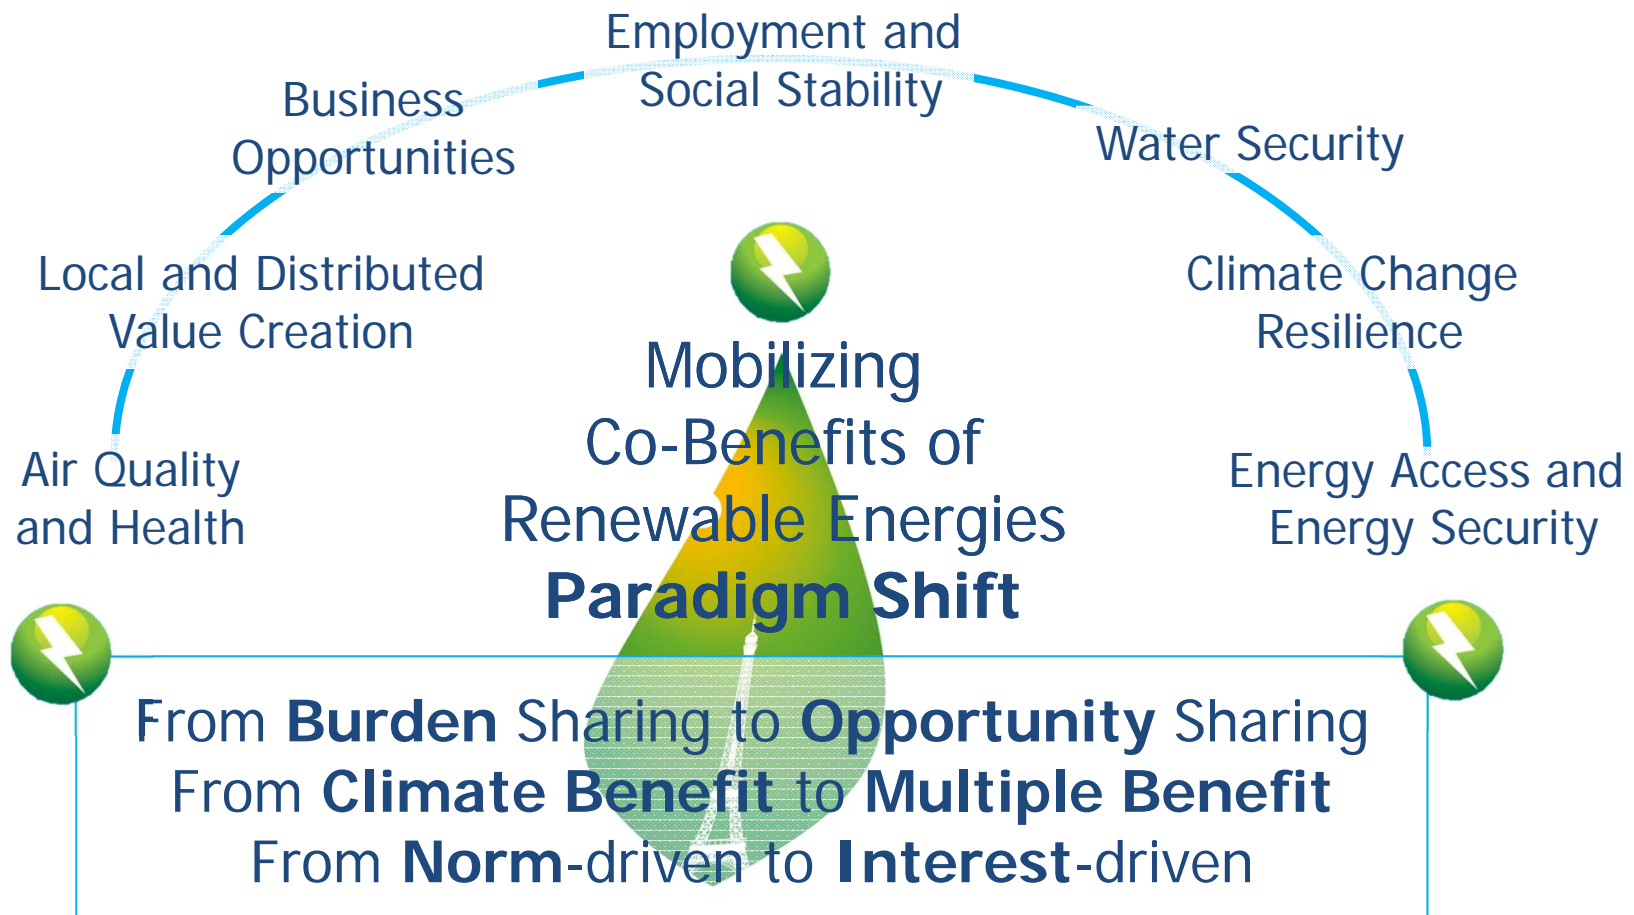 Employment and
Social Stability
Business
Opportunities
Water Security
Local and Distributed
Value Creation
Climate Change
Resilience
Air Quality
and Health
Energy Access and
Energy Security
Mobilizing
Co-Benefits of
Renewable Energies
Paradigm Shift
From Burden Sharing to Opportunity Sharing
From Climate Benefit to Multiple Benefit
From Norm-driven to Interest-driven